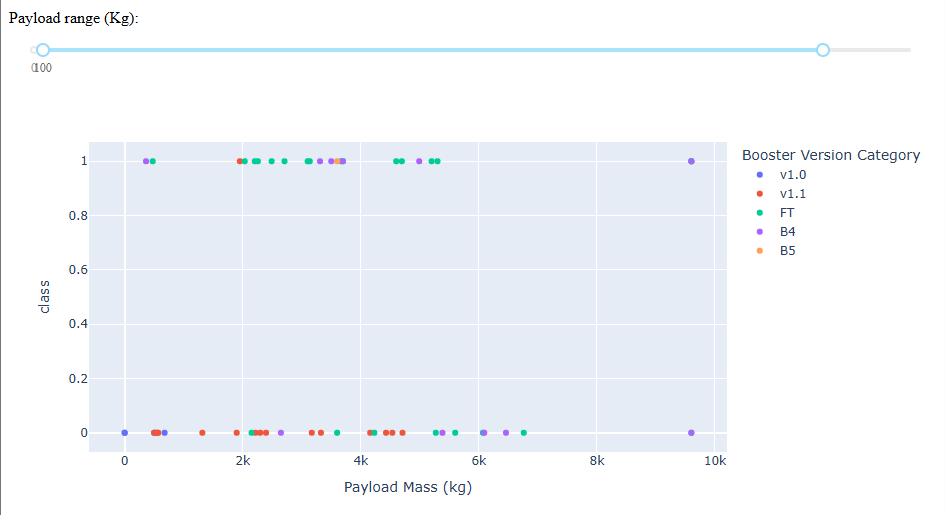 Payload range (Kg):
0100
Booster Version Category
v1.0
v1.1
FT
B4
B5
1
0.8
0.6
0.4
0.2
0
class
0 2k 4k 6k 8k 10k
Payload Mass (kg)